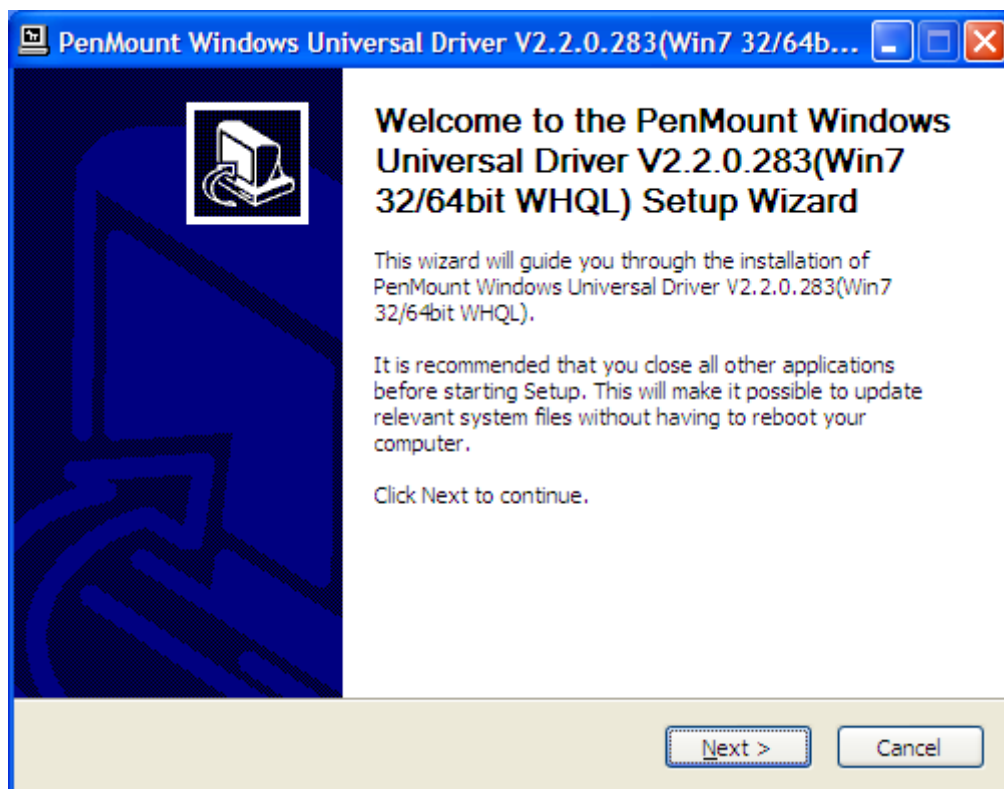 PenMount Windows Universal Driver V2.2.0.283(Win7 32/64b...
Welcome to the PenMount Windows
Universal Driver V2.2.0.283(Win7
32/64bit WHQL) Setup Wizard
This wizard will guide you through the installation of
PenMount Windows Universal Driver V2.2.0.283(Win7
32/64bit WHQL).
It is recommended that you close all other applications
before starting Setup. This will make it possible to update
relevant system files without having to reboot your
computer.
Click Next to continue.
Next >
Cancel